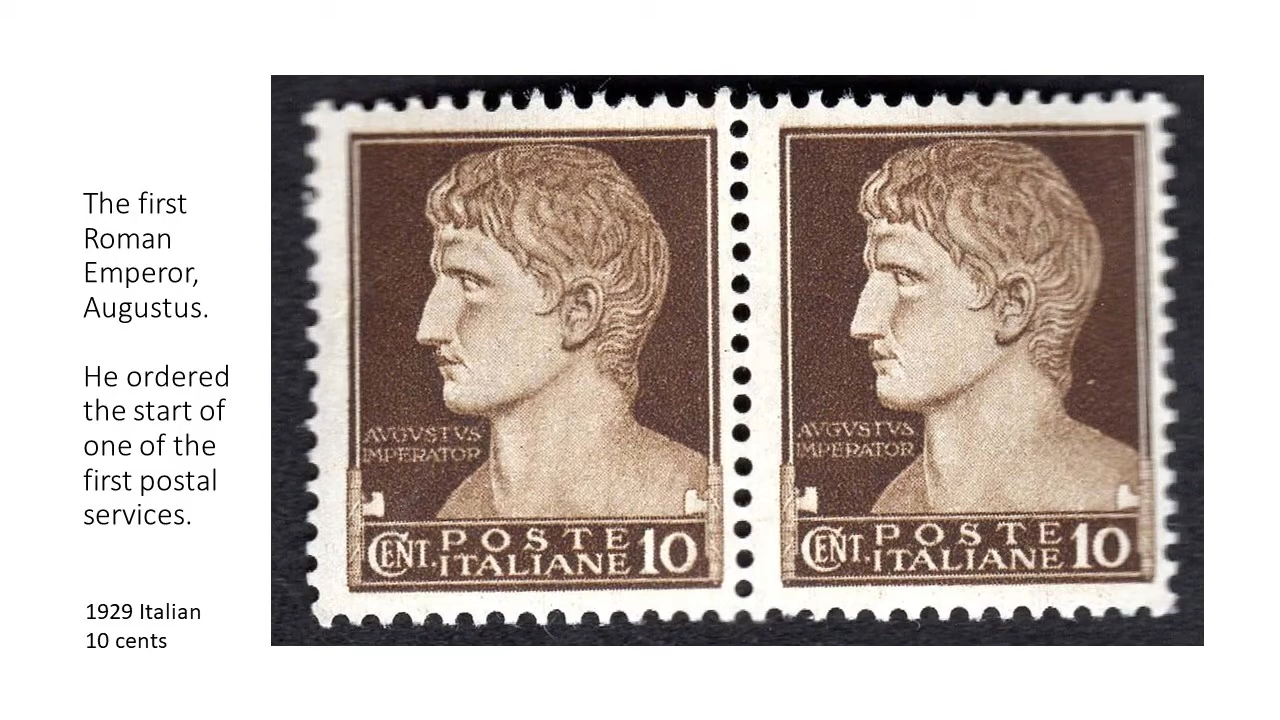 The first
Roman
Emperor,
Augustus.
He ordered
the start of
one of the
first postal
services.
1929 Italian
10 cents
AVGVSTVS
IMPERATOR
CENT. POSTE ITALIANE 10
AVGVSTVS
IMPERATOR
CENT. POSTE ITALIANE 10